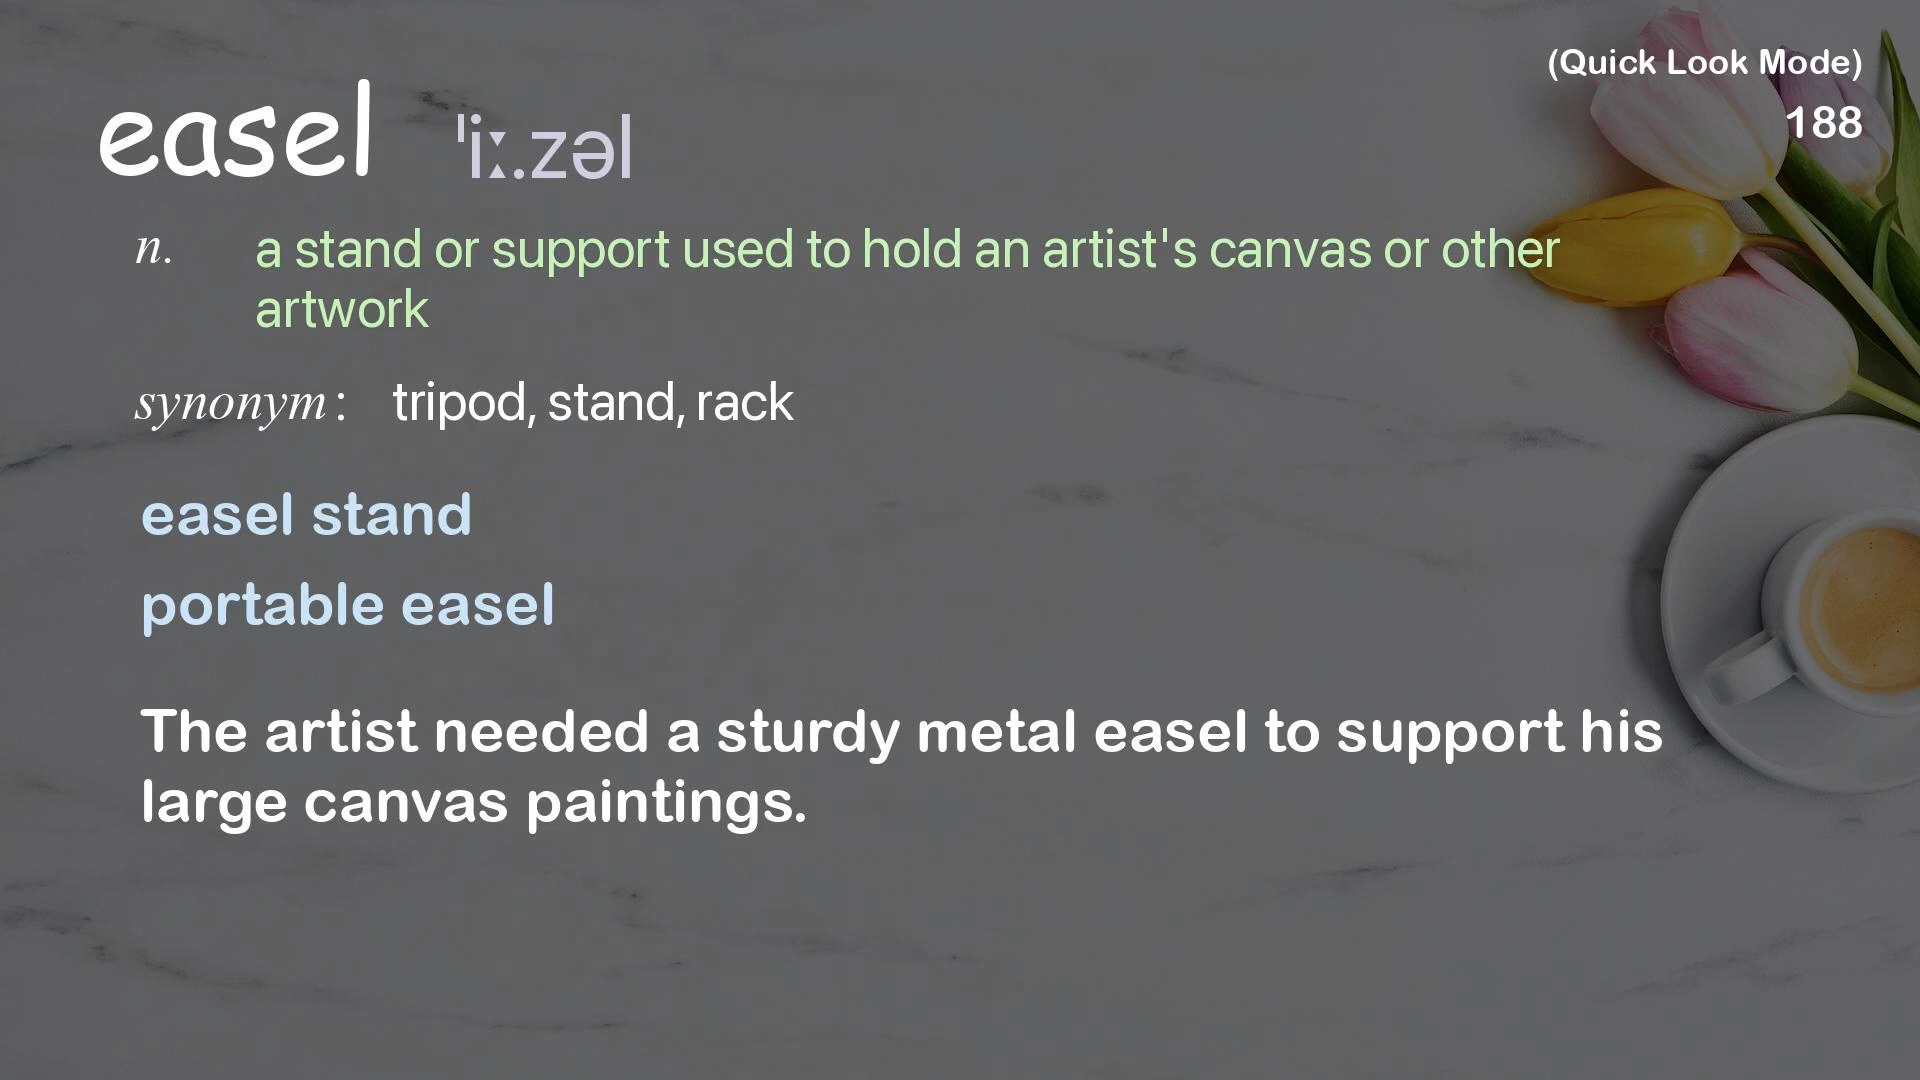 (Quick Look Mode)
188
easel ˈiː.zəl
n. a stand or support used to hold an artist's canvas or other
artwork
synonym: tripod, stand, rack
easel stand
portable easel
The artist needed a sturdy metal easel to support his
large canvas paintings.